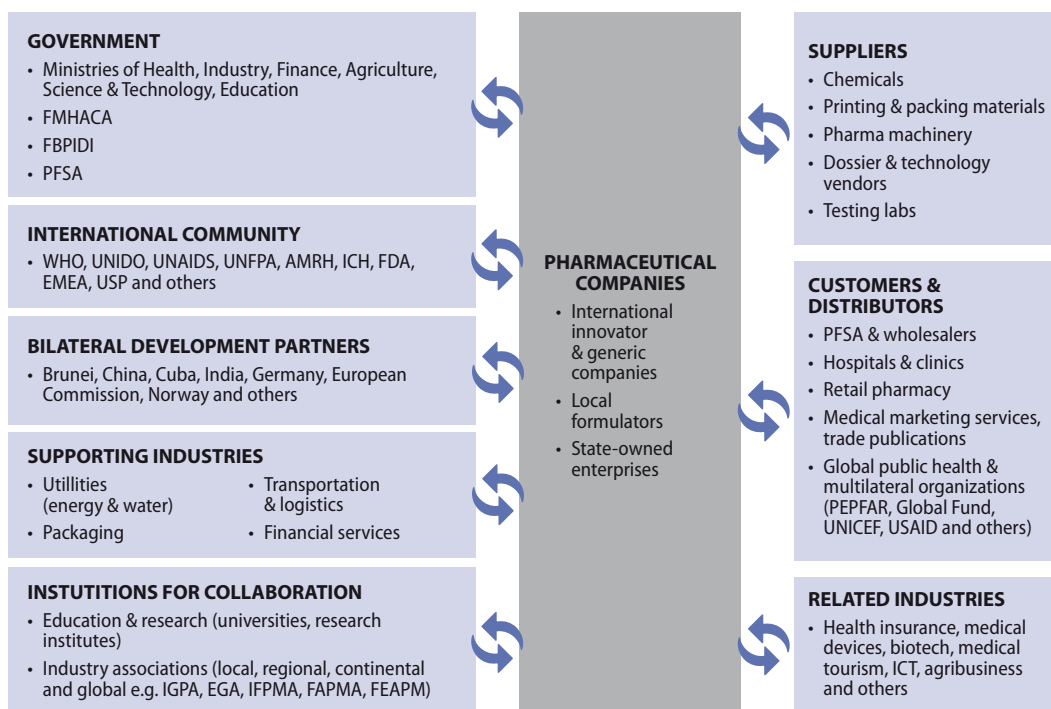 GOVERNMENT
• Ministries of Health, Industry, Finance, Agriculture,
Science & Technology, Education
• FMHACA
• FBPIDI
• PFSA
INTERNATIONAL COMMUNITY
• WHO, UNIDO, UNAIDS, UNFPA, AMRH, ICH, FDA,
EMEA, USP and others
BILATERAL DEVELOPMENT PARTNERS
• Brunei, China, Cuba, India, Germany, European
Commission, Norway and others
SUPPORTING INDUSTRIES
• Utillities
(energy & water)
• Packaging
• Transportation
& logistics
• Financial services
INSTUTITIONS FOR COLLABORATION
• Education & research (universities, research
institutes)
• Industry associations (local, regional, continental
and global e.g. IGPA, EGA, IFPMA, FAPMA, FEAPM)
PHARMACEUTICAL
COMPANIES
• International
innovator
& generic
companies
• Local
formulators
• State-owned
enterprises
SUPPLIERS
• Chemicals
• Printing & packing materials
• Pharma machinery
• Dossier & technology
vendors
• Testing labs
CUSTOMERS &
DISTRIBUTORS
• PFSA & wholesalers
• Hospitals & clinics
• Retail pharmacy
• Medical marketing services,
trade publications
• Global public health &
multilateral organizations
(PEPFAR, Global Fund,
UNICEF, USAID and others)
RELATED INDUSTRIES
• Health insurance, medical
devices, biotech, medical
tourism, ICT, agribusiness
and others